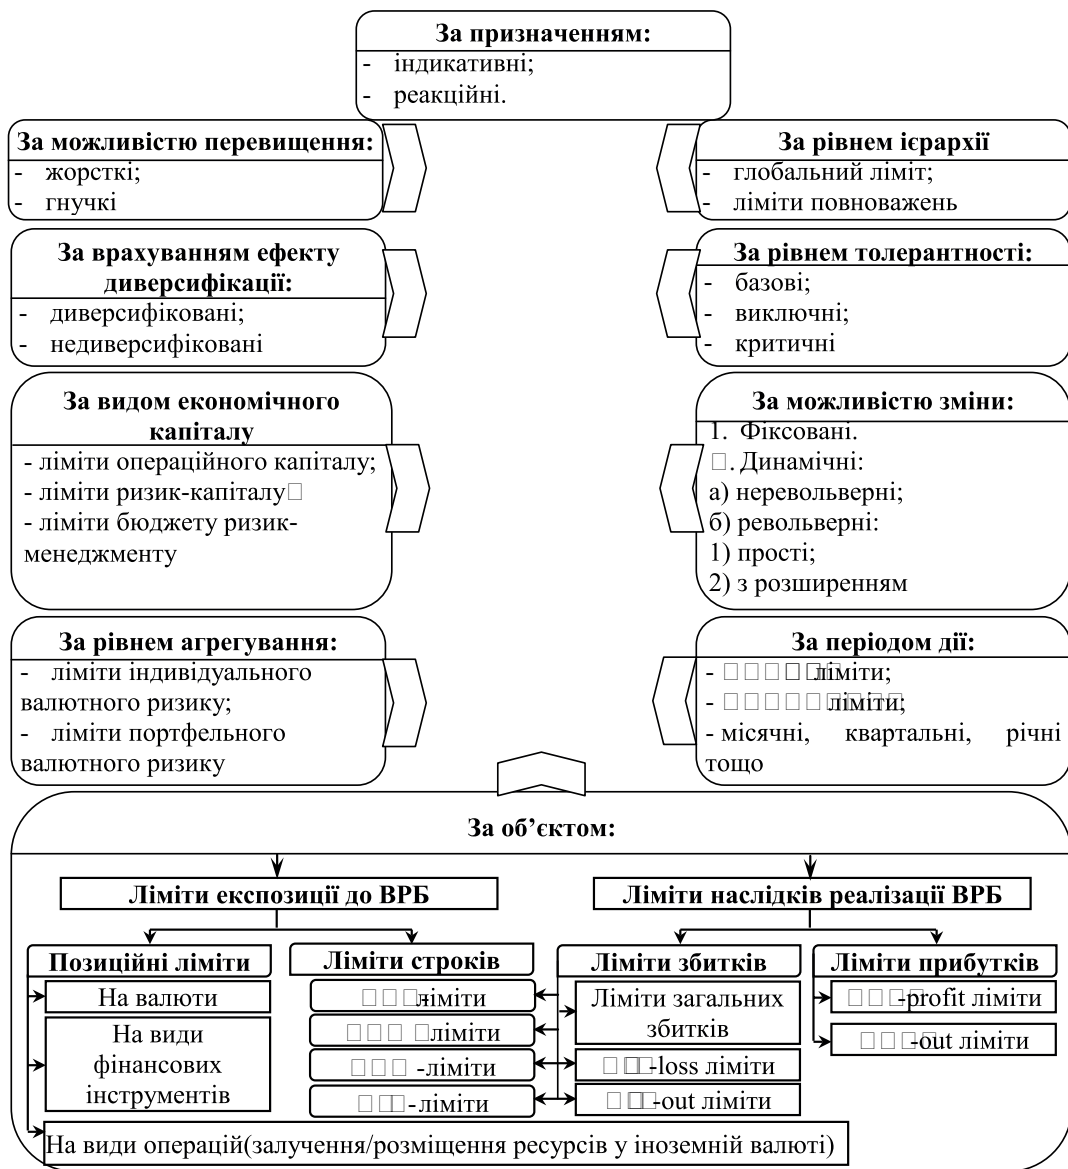 За призначенням:
- індикативні;
- реакційні.
За можливістю перевищення:
- жорсткі;
- гнучкі
За рівнем ієрархії
- глобальний ліміт;
- ліміти повноважень
За врахуванням ефекту
диверсифікації:
- диверсифіковані;
- недиверсифіковані
За рівнем толерантності:
- базові;
- виключні;
- критичні
За видом економічного
капіталу
- ліміти операційного капіталу;
- ліміти ризик-капіталу
- ліміти бюджету ризик-
менеджменту
За можливістю зміни:
1. Фіксовані.
. Динамічні:
а) неревольверні;
б) револьверні:
1) прості;
2) з розширенням
За рівнем агрегування:
- ліміти індивідуального
валютного ризику;
- ліміти портфельного
валютного ризику
За періодом дії:
- ліміти;
- ліміти;
- місячні, квартальні, річні
тощо
За об’єктом:
Ліміти експозиції до ВРБ
Ліміти наслідків реалізації ВРБ
Позиційні ліміти
Ліміти строків
Ліміти збитків
Ліміти прибутків
На валюти
На види
фінансових
інструментів
-ліміти
ліміти
-ліміти
-ліміти
Ліміти загальних
збитків
-loss ліміти
-out ліміти
-profit ліміти
-out ліміти
На види операцій(залучення/розміщення ресурсів у іноземній валюті)